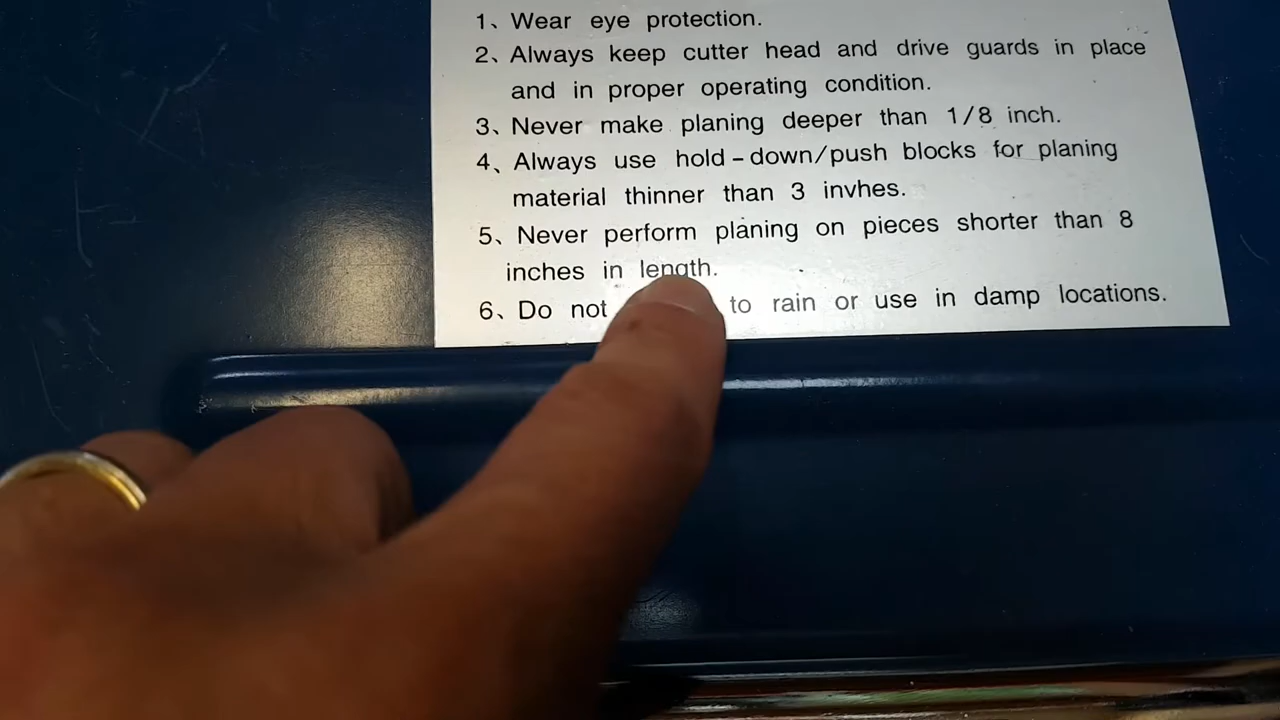 1、Wear eye protection.
2、Always keep cutter head and drive guards in place
and in proper operating condition.
3、Never make planing deeper than 1/8 inch.
4、Always use hold-down/push blocks for planing
material thinner than 3 invhes.
5、Never perform planing on pieces shorter than 8
inches in length.
6、Do not to rain or use in damp locations.